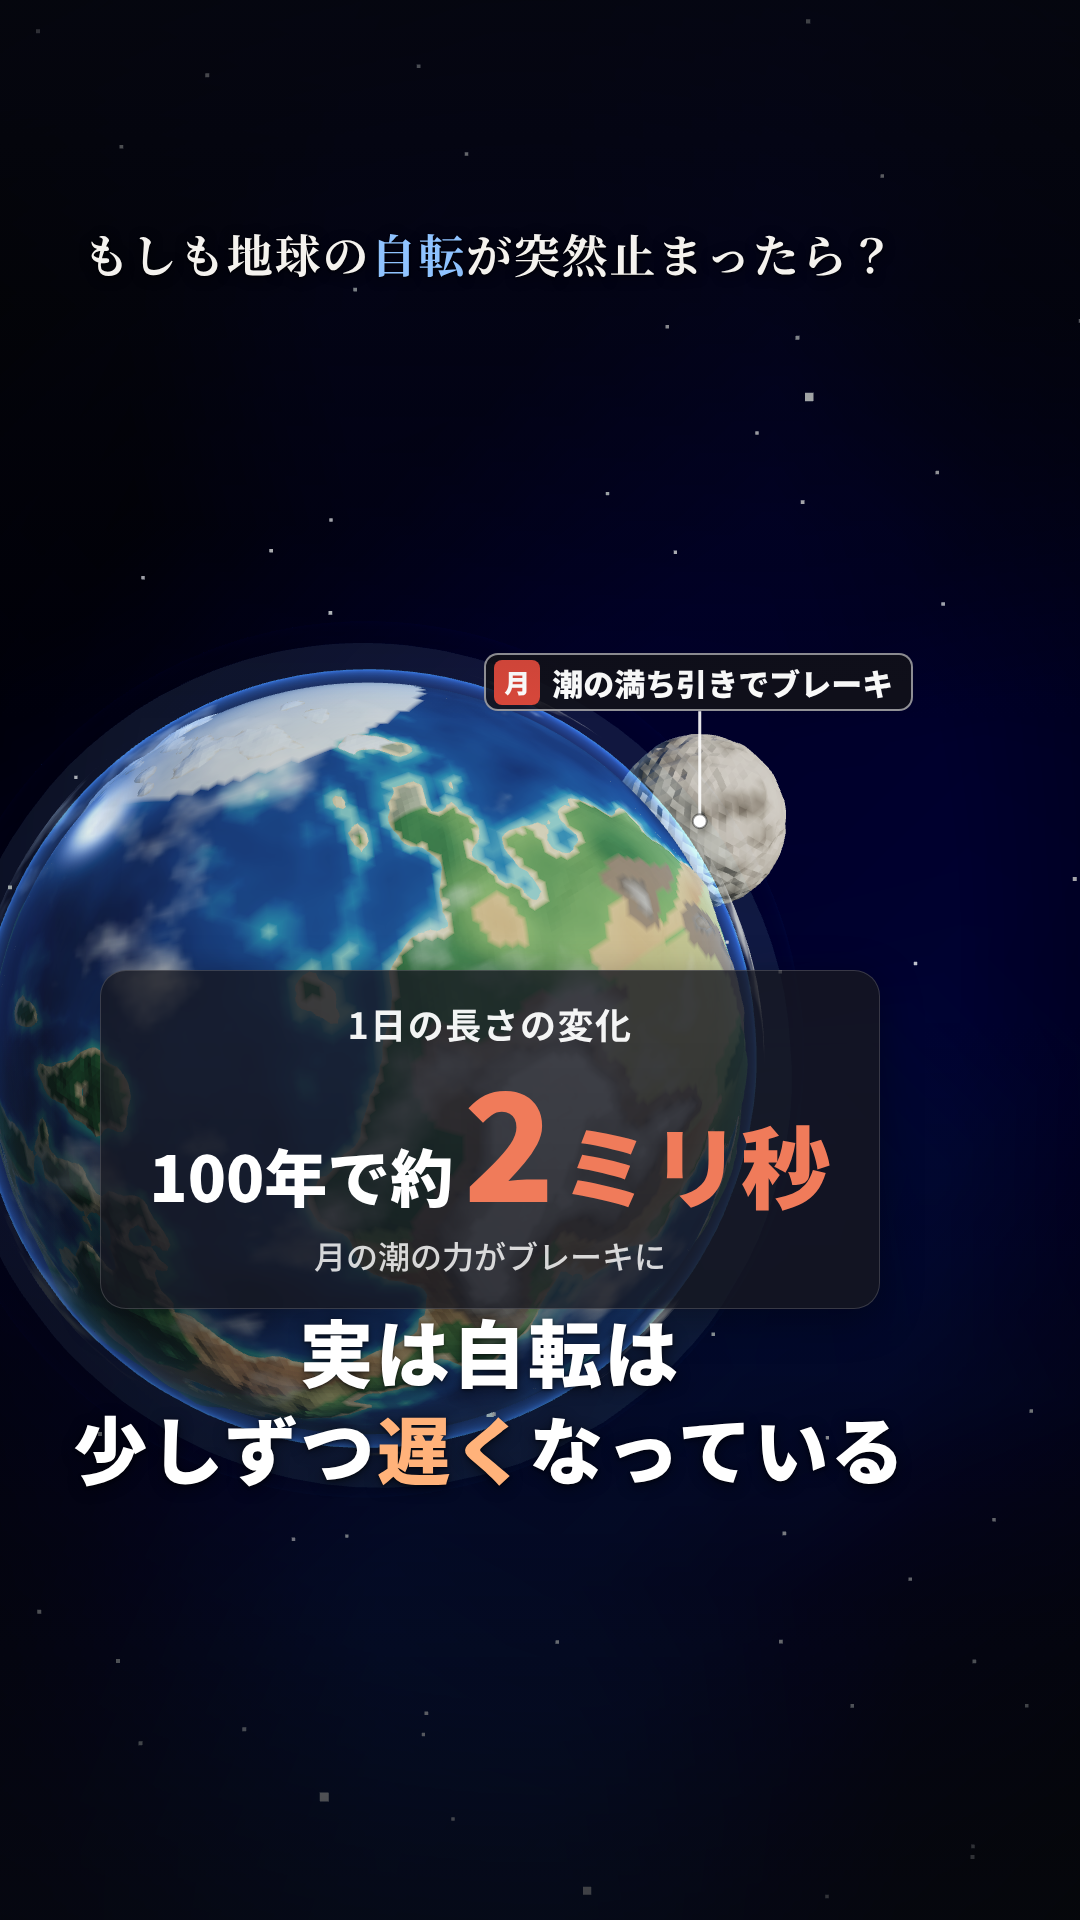 もしも地球の自転が突然止まったら？
月 潮の満ち引きでブレーキ
1日の長さの変化
100年で約2ミリ秒
月の潮の力がブレーキに
実は自転は
少しずつ遅くなっている